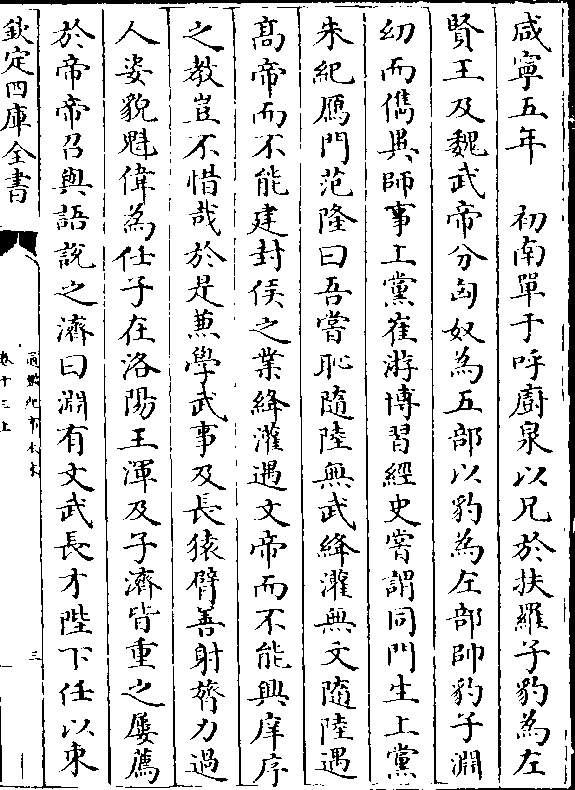 咸寧五年　初南單于呼廚泉以兄於扶羅子豹為左
賢王及魏武帝分匈奴為五部以豹為左部帥豹子淵
幼而儁異師事上黨崔游博習經史嘗謂同門生上黨
朱紀鴈門范隆曰吾嘗恥隨陸無武絳灌無文隨陸遇
髙帝而不能建封侯之業絳灌遇文帝而不能興庠序
之教豈不惜哉於是兼學武事及長猿臂善射膂力過
人姿貌魁偉為任子在洛陽王渾及子濟皆重之屢薦
於帝帝召與語說之濟曰淵有文武長才陛下任以東
欽定四庫全書
通鑑紀事本末
卷十三上
三